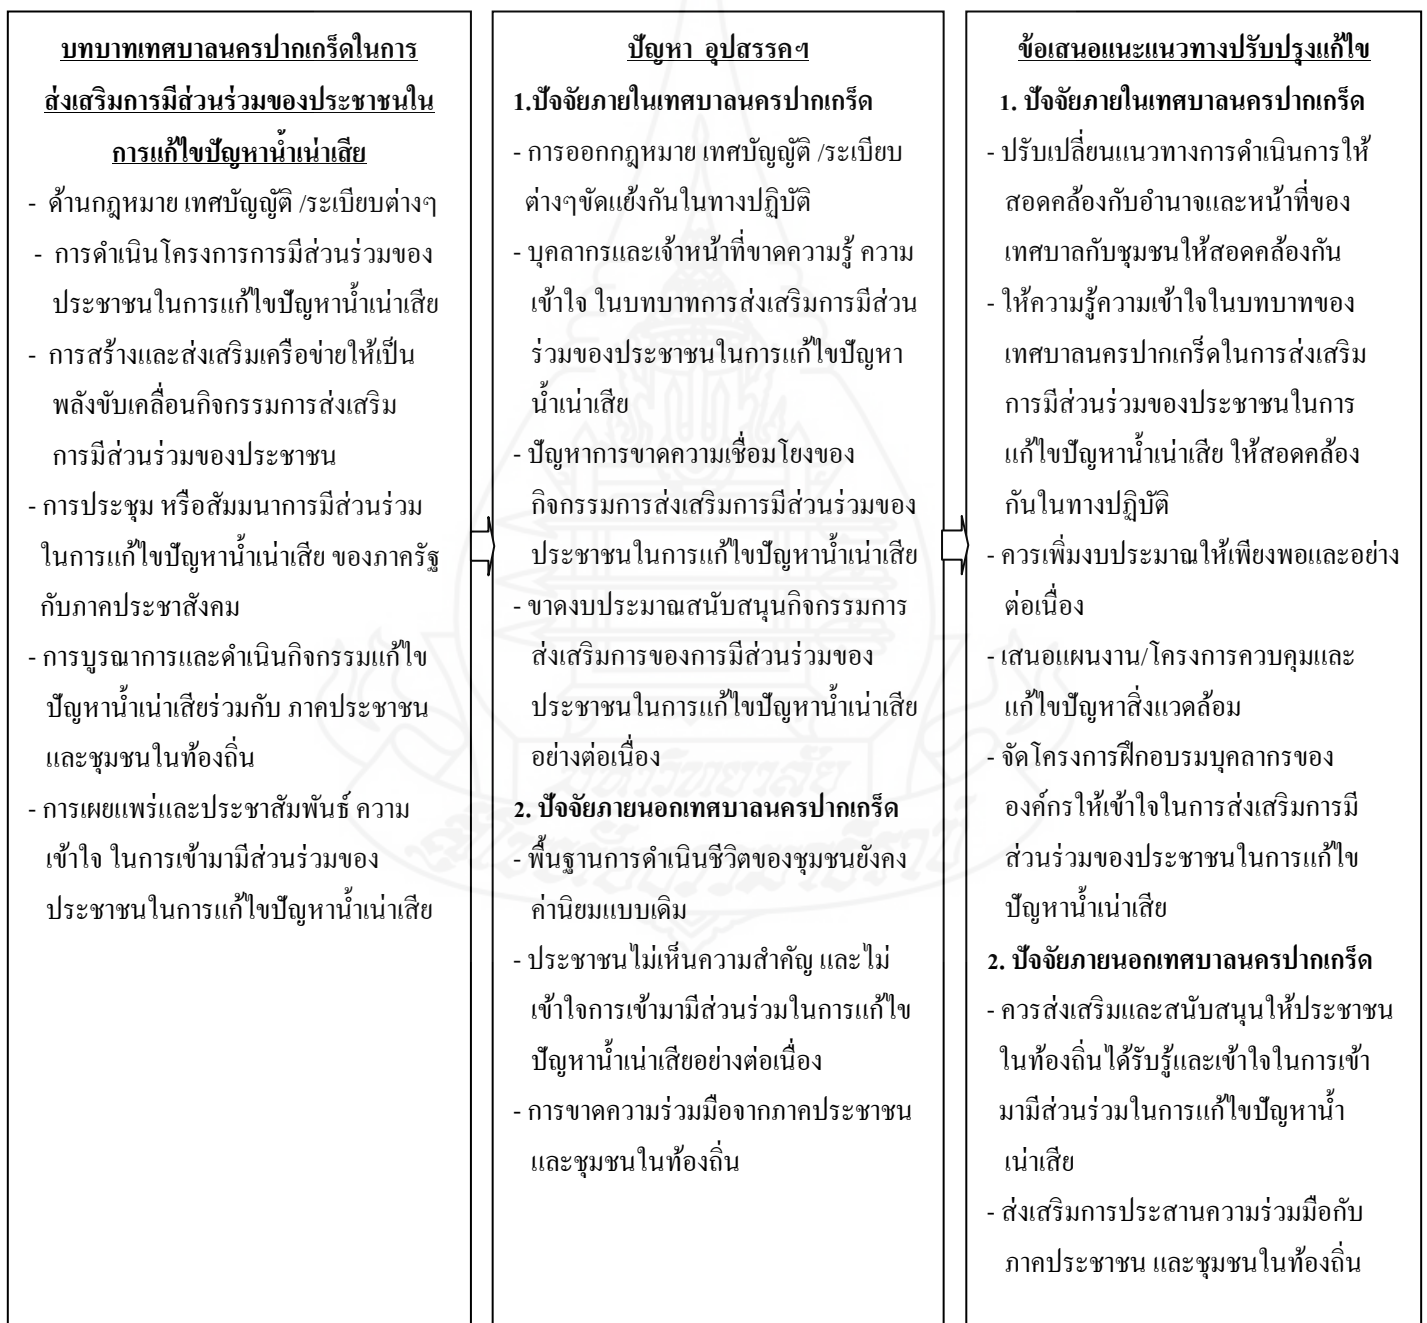 บทบาทเทศบาลนครปากเกร็ดในการ
ส่งเสริมการมีส่วนร่วมของประชาชนใน
การแก้ไขปัญหาน้ำเน่าเสีย
- ด้านกฎหมาย เทศบัญญัติ /ระเบียบต่างๆ
- การดำเนินโครงการการมีส่วนร่วมของ
ประชาชนในการแก้ไขปัญหาน้ำเน่าเสีย
- การสร้างและส่งเสริมเครือข่ายให้เป็น
พลังขับเคลื่อนกิจกรรมการส่งเสริม
การมีส่วนร่วมของประชาชน
- การประชุม หรือสัมมนาการมีส่วนร่วม
ในการแก้ไขปัญหาน้ำเน่าเสีย ของภาครัฐ
กับภาคประชาสังคม
- การบูรณาการและดำเนินกิจกรรมแก้ไข
ปัญหาน้ำเน่าเสียร่วมกับ ภาคประชาชน
และชุมชนในท้องถิ่น
- การเผยแพร่และประชาสัมพันธ์ ความ
เข้าใจ ในการเข้ามามีส่วนร่วมของ
ประชาชนในการแก้ไขปัญหาน้ำเน่าเสีย
ปัญหา อุปสรรคฯ
1.ปัจจัยภายในเทศบาลนครปากเกร็ด
- การออกกฎหมาย เทศบัญญัติ /ระเบียบ
ต่างๆขัดแย้งกันในทางปฏิบัติ
- บุคลากรและเจ้าหน้าที่ขาดความรู้ ความ
เข้าใจ ในบทบาทการส่งเสริมการมีส่วน
ร่วมของประชาชนในการแก้ไขปัญหา
น้ำเน่าเสีย
- ปัญหาการขาดความเชื่อมโยงของ
กิจกรรมการส่งเสริมการมีส่วนร่วมของ
ประชาชนในการแก้ไขปัญหาน้ำเน่าเสีย
- ขาดงบประมาณสนับสนุนกิจกรรมการ
ส่งเสริมการของการมีส่วนร่วมของ
ประชาชนในการแก้ไขปัญหาน้ำเน่าเสีย
อย่างต่อเนื่อง
2. ปัจจัยภายนอกเทศบาลนครปากเกร็ด
- พื้นฐานการดำเนินชีวิตของชุมชนยังคง
ค่านิยมแบบเดิม
- ประชาชนไม่เห็นความสำคัญ และไม่
เข้าใจการเข้ามามีส่วนร่วมในการแก้ไข
ปัญหาน้ำเน่าเสียอย่างต่อเนื่อง
- การขาดความร่วมมือจากภาคประชาชน
และชุมชนในท้องถิ่น
ข้อเสนอแนะแนวทางปรับปรุงแก้ไข
1. ปัจจัยภายในเทศบาลนครปากเกร็ด
- ปรับเปลี่ยนแนวทางการดำเนินการให้
สอดคล้องกับอำนาจและหน้าที่ของ
เทศบาลกับชุมชนให้สอดคล้องกัน
- ให้ความรู้ความเข้าใจในบทบาทของ
เทศบาลนครปากเกร็ดในการส่งเสริม
การมีส่วนร่วมของประชาชนในการ
แก้ไขปัญหาน้ำเน่าเสีย ให้สอดคล้อง
กันในทางปฏิบัติ
- ควรเพิ่มงบประมาณให้เพียงพอและอย่าง
ต่อเนื่อง
- เสนอแผนงาน/โครงการควบคุมและ
แก้ไขปัญหาสิ่งแวดล้อม
- จัดโครงการฝึกอบรมบุคลากรของ
องค์กรให้เข้าใจในการส่งเสริมการมี
ส่วนร่วมของประชาชนในการแก้ไข
ปัญหาน้ำเน่าเสีย
2. ปัจจัยภายนอกเทศบาลนครปากเกร็ด
- ควรส่งเสริมและสนับสนุนให้ประชาชน
ในท้องถิ่นได้รับรู้และเข้าใจในการเข้า
มามีส่วนร่วมในการแก้ไขปัญหาน้ำ
เน่าเสีย
- ส่งเสริมการประสานความร่วมมือกับ
ภาคประชาชน และชุมชนในท้องถิ่น
มหาวิทยาลัย
สุโขทัยธรรมาธิราช